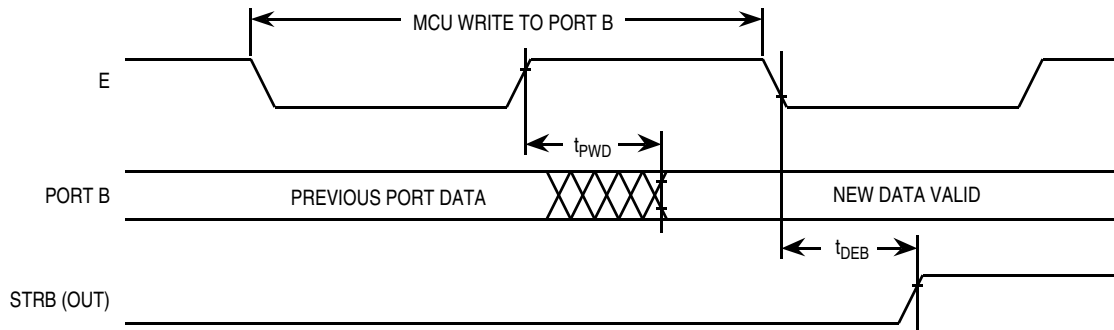 MCU WRITE TO PORT B
E
tPWD
PORT B
PREVIOUS PORT DATA
NEW DATA VALID
tDEB
STRB (OUT)